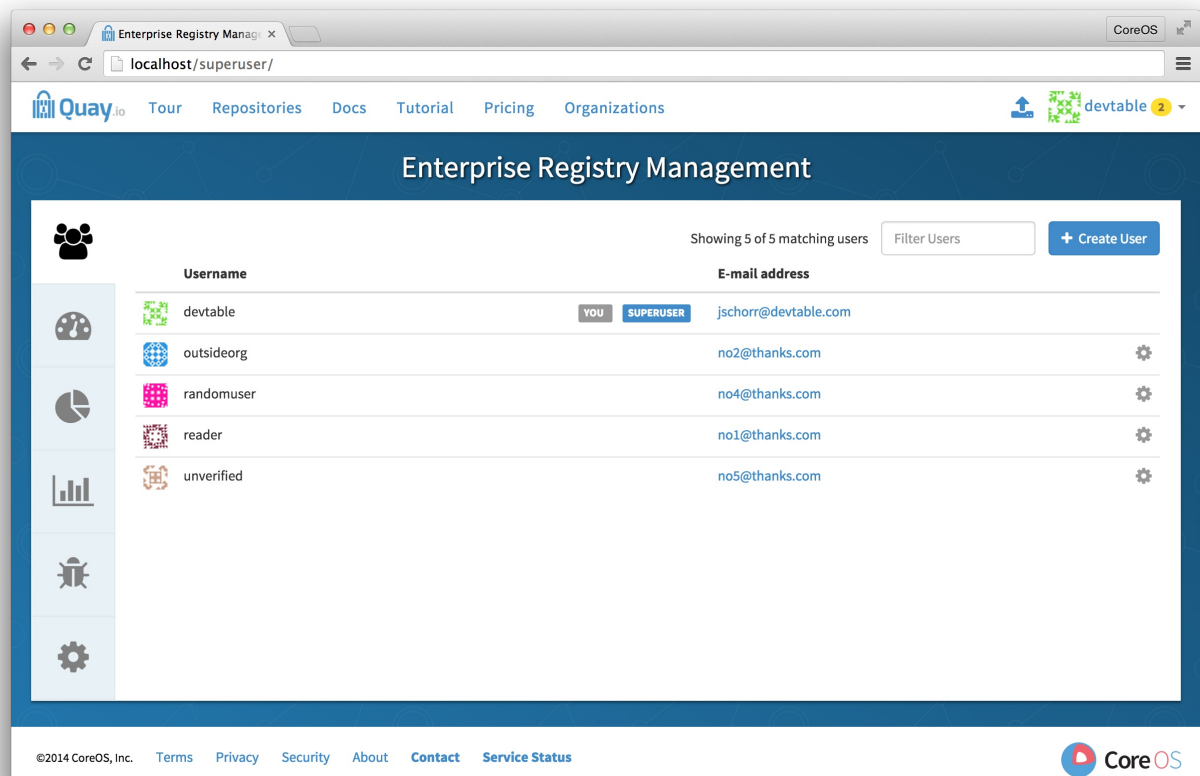 Enterprise Registry Manag
CoreOS
localhost/superuser/
Quay.io Tour Repositories Docs Tutorial Pricing Organizations devtable 2
Enterprise Registry Management
Showing 5 of 5 matching users Filter Users + Create User
Username E-mail address
devtable YOU SUPERUSER jschorr@devtable.com
outsideorg no2@thanks.com
randomuser no4@thanks.com
reader no1@thanks.com
unverified no5@thanks.com
©2014 CoreOS, Inc. Terms Privacy Security About Contact Service Status Core OS